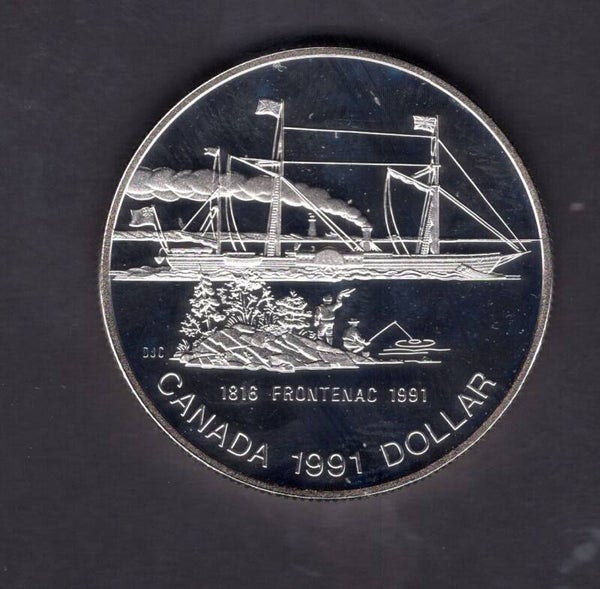 DJC
1816 FRONTENAC 1991
CANADA 1991 DOLLAR